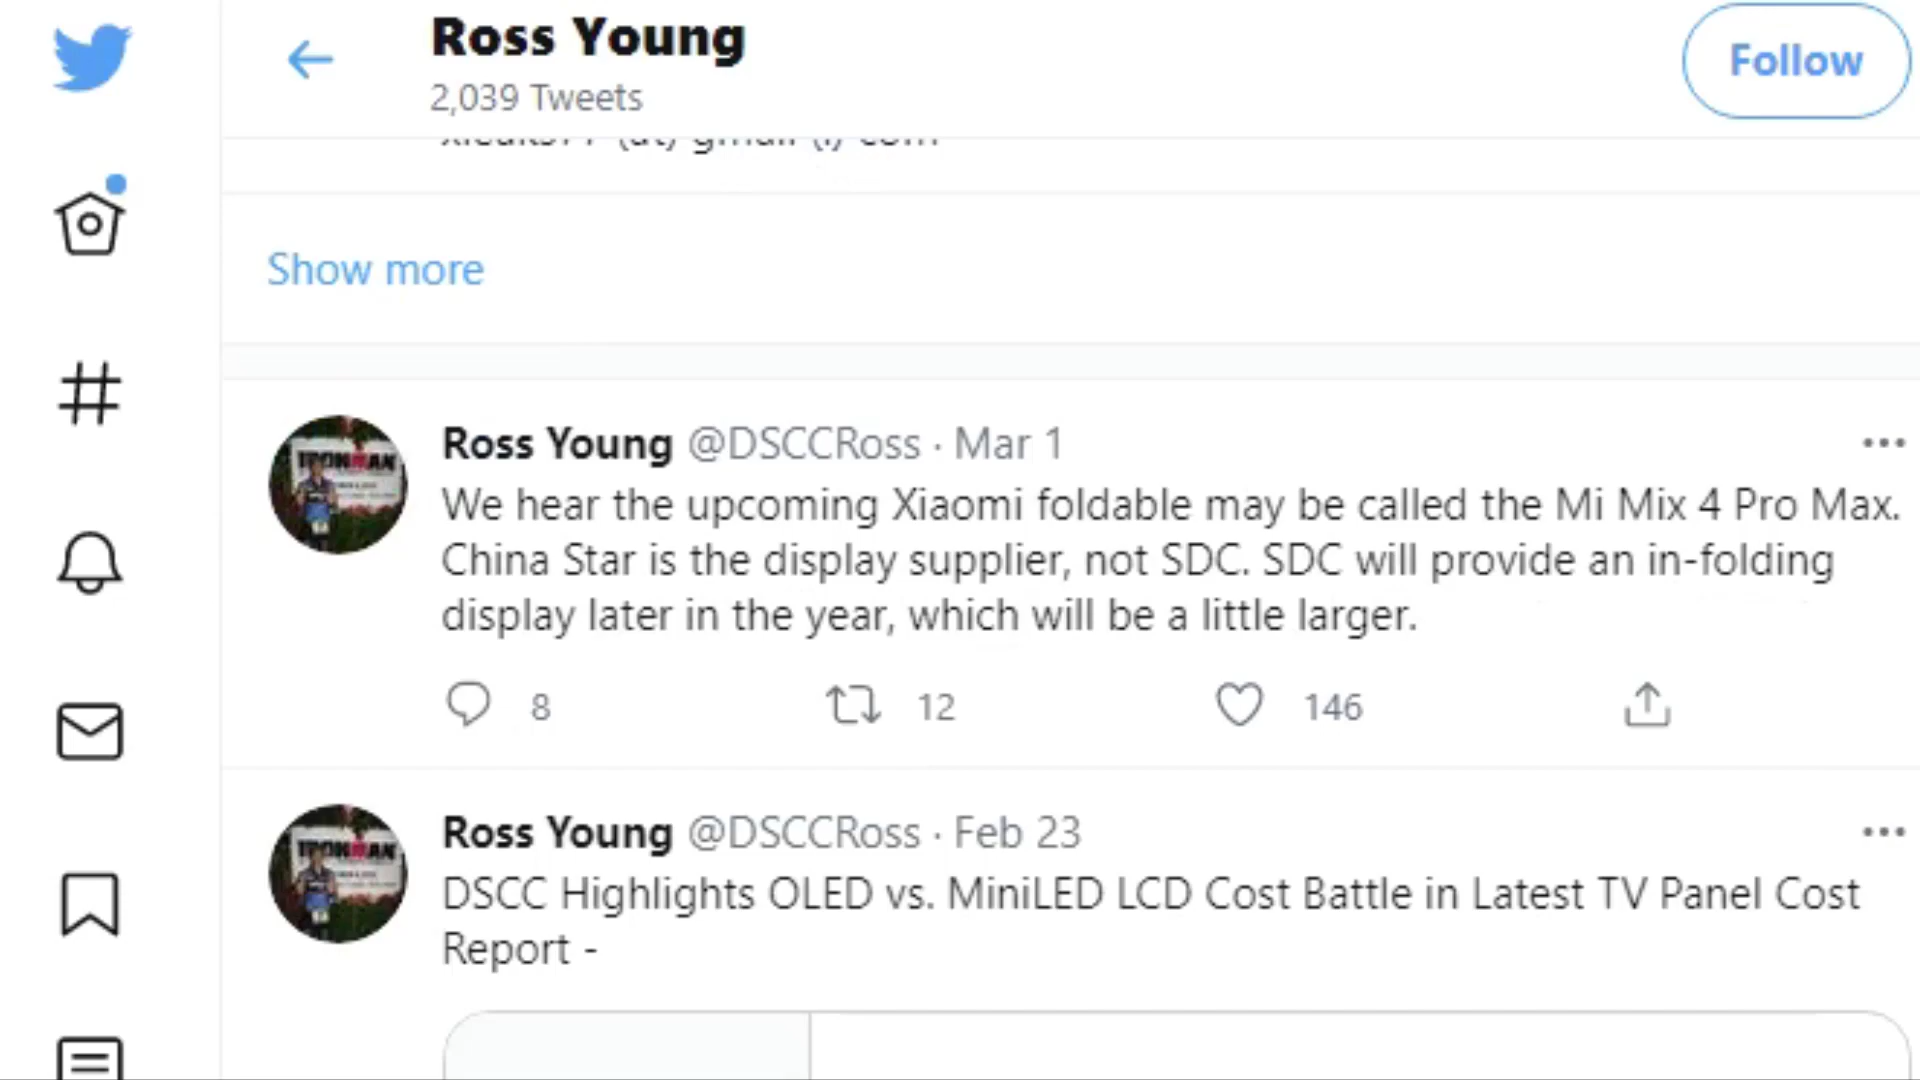 Ross Young
2,039 Tweets
Follow
Show more
Ross Young @DSCCRoss · Mar 1
We hear the upcoming Xiaomi foldable may be called the Mi Mix 4 Pro Max.
China Star is the display supplier, not SDC. SDC will provide an in-folding
display later in the year, which will be a little larger.
8 12 146
Ross Young @DSCCRoss · Feb 23
DSCC Highlights OLED vs. MiniLED LCD Cost Battle in Latest TV Panel Cost
Report -